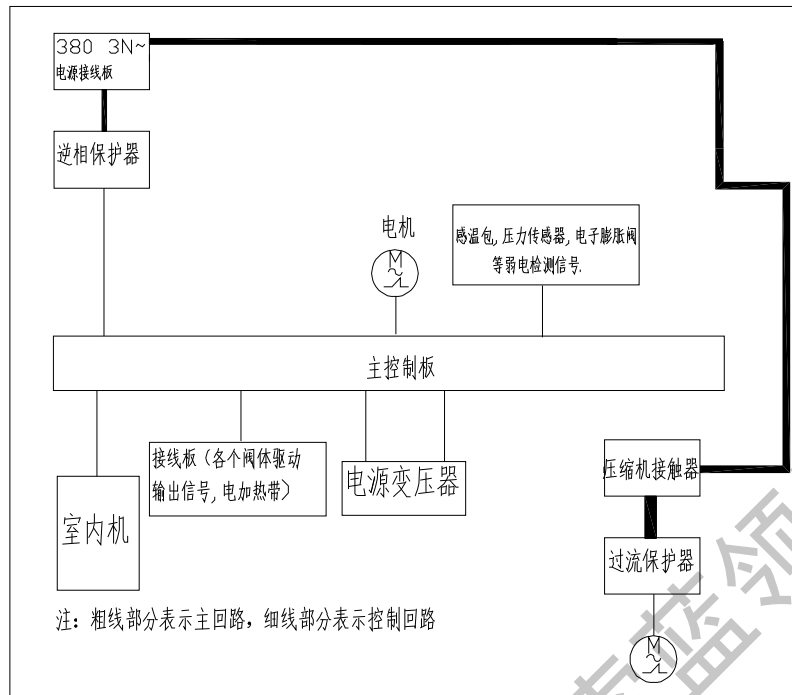 380 3N~
电源接线板
逆相保护器
电机
M
感温包,压力传感器,电子膨胀阀
等弱电检测信号.
主控制板
接线板(各个阀体驱动
输出信号,电加热带)
电源变压器
室内机
压缩机接触器
过流保护器
注: 粗线部分表示主回路，细线部分表示控制回路
M
蓝领